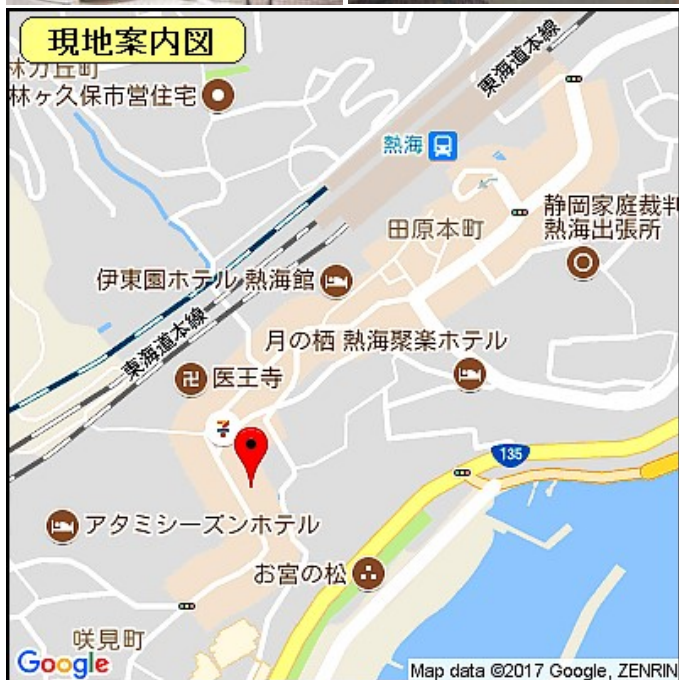 現地案内図
林ガ丘町
林ヶ久保市営住宅
東海道本線
熱海
静岡家庭裁判
熱海出張所
田原本町
伊東園ホテル 熱海館
東海道本線
月の栖 熱海聚楽ホテル
医王寺
135
アタミシーズンホテル
お宮の松
咲見町
Google
Map data ©2017 Google, ZENRIN